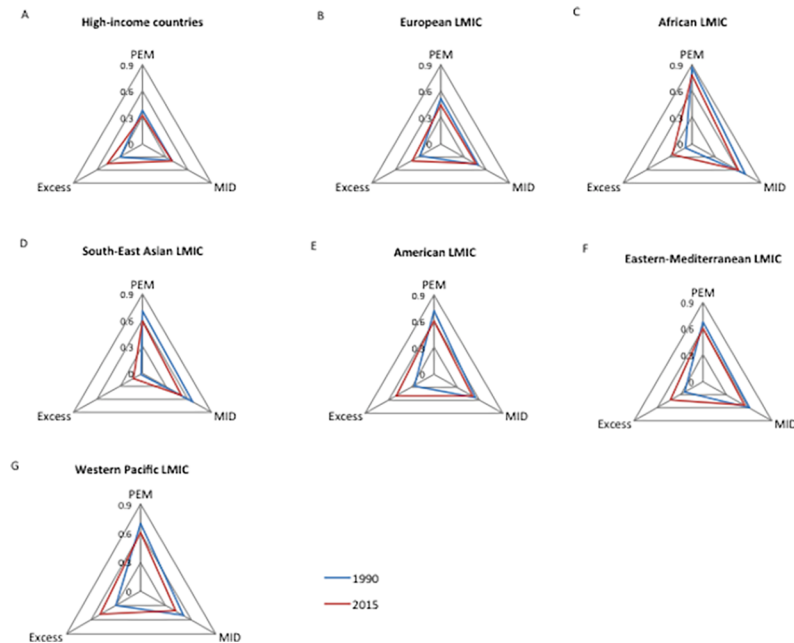 A
High-income countries
PEM
0.9
0.6
0.3
0
Excess
MID
B
European LMIC
PEM
0.9
0.6
0.3
0
Excess
MID
C
African LMIC
PEM
0.9
0.6
0.3
0
Excess
MID
D
South-East Asian LMIC
PEM
0.9
0.6
0.3
0
Excess
MID
E
American LMIC
PEM
0.9
0.6
0.3
0
Excess
MID
F
Eastern-Mediterranean LMIC
PEM
0.9
0.6
0.3
0
Excess
MID
G
Western Pacific LMIC
PEM
0.9
0.6
0.3
0
Excess
MID
1990
2015